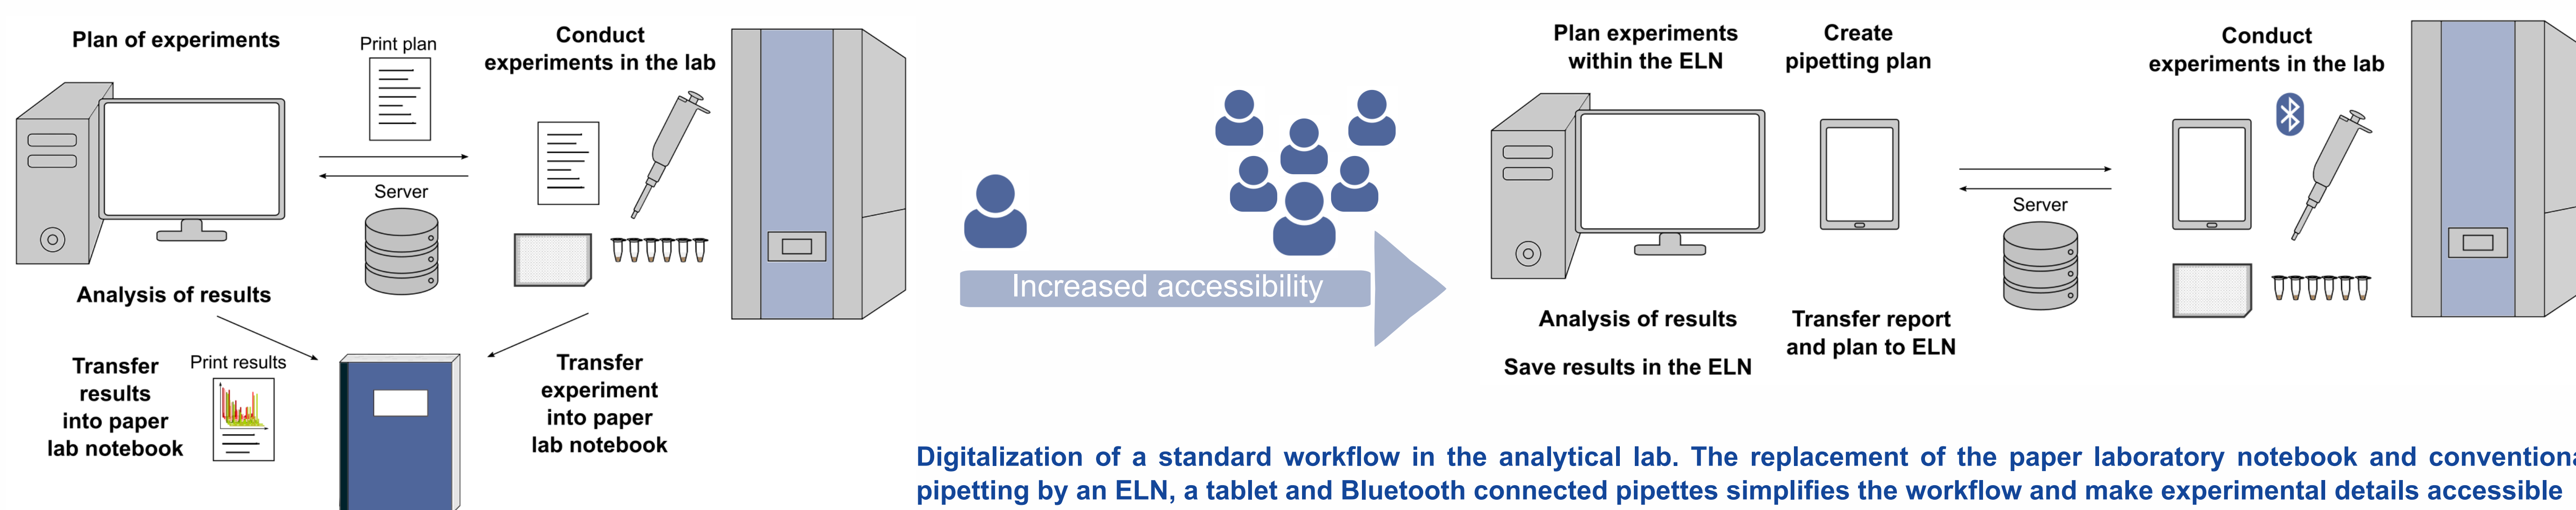 Plan of experiments
Print plan
Conduct
experiments in the lab
Server
Analysis of results
Transfer
results
into paper
lab notebook
Print results
Transfer
experiment
into paper
lab notebook
Increased accessibility
Plan experiments
within the ELN
Create
pipetting plan
Conduct
experiments in the lab
Server
Analysis of results
Save results in the ELN
Transfer report
and plan to ELN
Digitalization of a standard workflow in the analytical lab. The replacement of the paper laboratory notebook and conventiona
pipetting by an ELN, a tablet and Bluetooth connected pipettes simplifies the workflow and make experimental details accessible